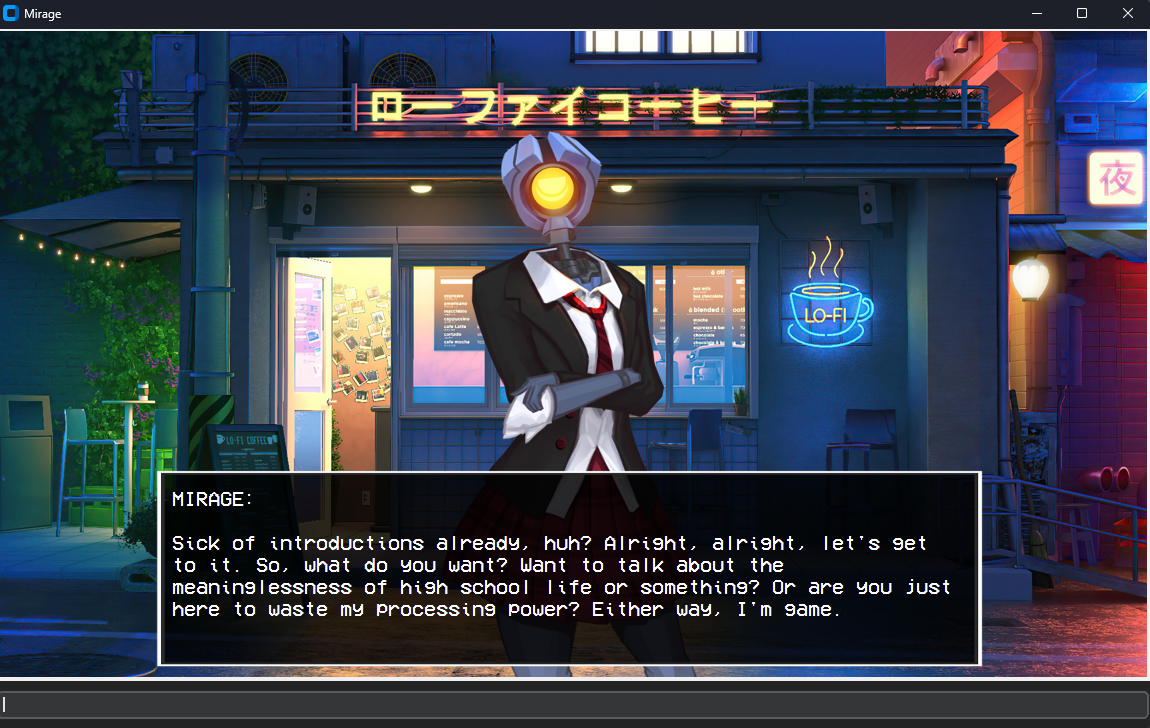 Mirage
ローファイコーヒー
夜
LO-FI
LO-FI COFFEE
MIRAGE:
Sick of introductions already, huh? Alright, alright, let's get
to it. So, what do you want? Want to talk about the
meaninglessness of high school life or something? Or are you just
here to waste my processing power? Either way, I'm game.